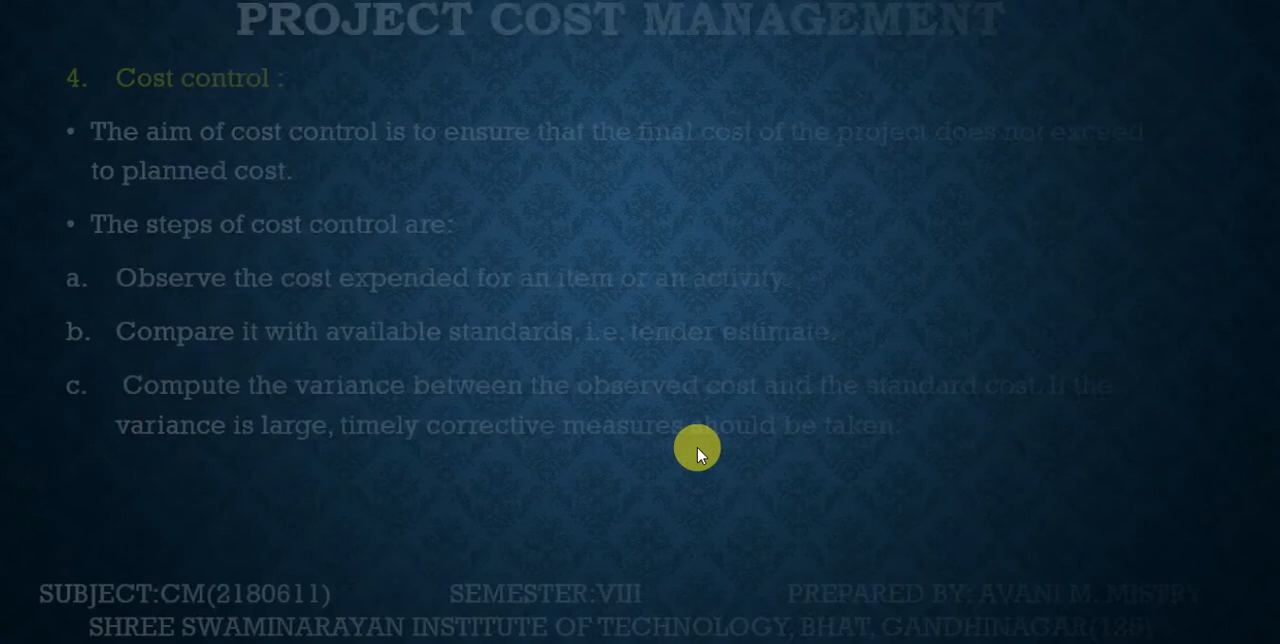 PROJECT COST MANAGEMENT
4. Cost control :
• The aim of cost control is to ensure that the final cost of the project does not exceed
to planned cost.
• The steps of cost control are:
a. Observe the cost expended for an item or an activity.
b. Compare it with available standards, i.e. tender estimate.
c. Compute the variance between the observed cost and the standard cost. If the
variance is large, timely corrective measures should be taken.
SUBJECT:CM(2180611) SEMESTER:VIII PREPARED BY: AVANI M. MISTRY
SHREE SWAMINARAYAN INSTITUTE OF TECHNOLOGY, BHAT, GANDHINAGAR(135)